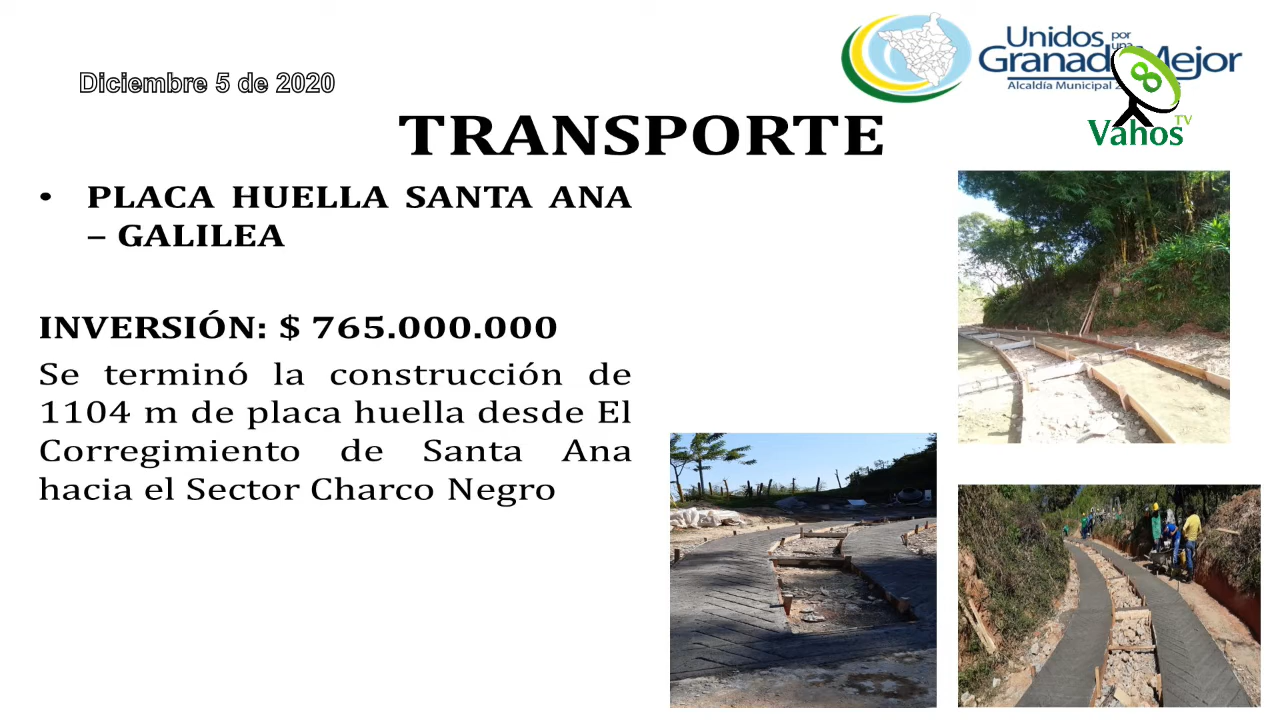 Diciembre 5 de 2020
Unidos por
una
Granada Mejor
Alcaldía Municipal
8
Vahos TV
TRANSPORTE
• PLACA HUELLA SANTA ANA
– GALILEA
INVERSIÓN: $ 765.000.000
Se terminó la construcción de
1104 m de placa huella desde El
Corregimiento de Santa Ana
hacia el Sector Charco Negro